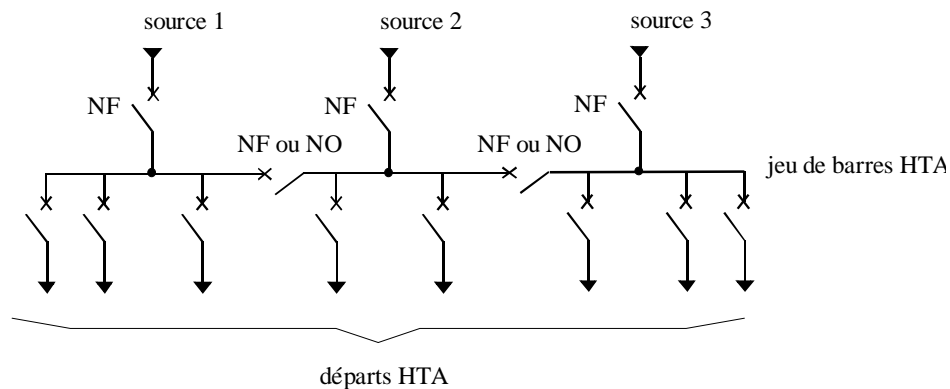 source 1
source 2
source 3
NF
NF
NF
NF ou NO
NF ou NO
jeu de barres HTA
départs HTA